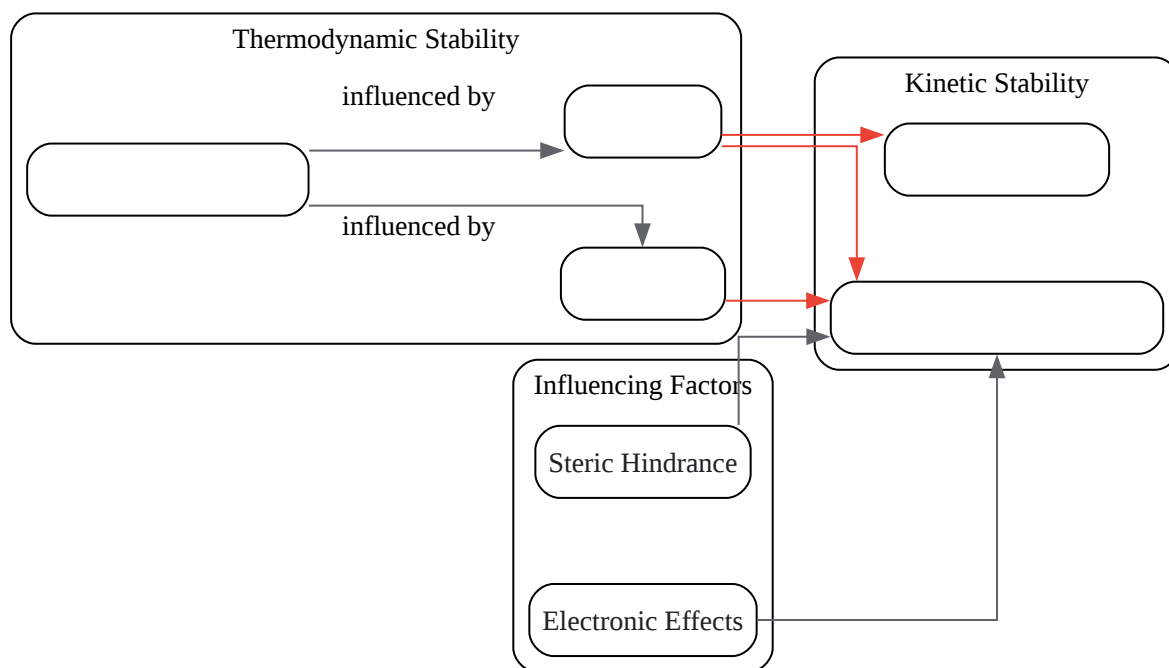 Thermodynamic Stability
influenced by
influenced by
Kinetic Stability
Influencing Factors
Steric Hindrance
Electronic Effects